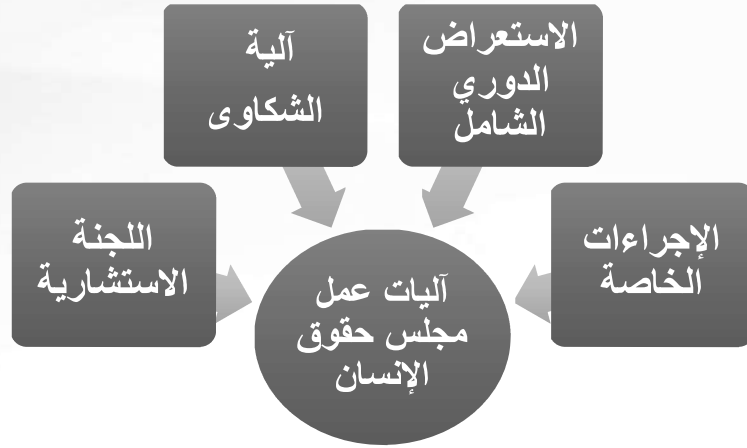 الاستعراض
الدوري
الشامل
آلية
الشكاوى
الإجراءات
الخاصة
اللجنة
الاستشارية
آليات عمل
مجلس حقوق
الإنسان